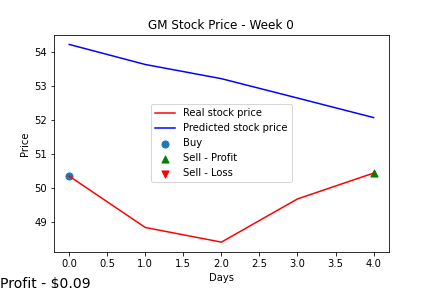 GM Stock Price - Week 0
54
53
52
51
50
49
Price
Real stock price
Predicted stock price
Buy
Sell - Profit
Sell - Loss
0.0 0.5 1.0 1.5 2.0 2.5 3.0 3.5 4.0
Days
Profit - $0.09